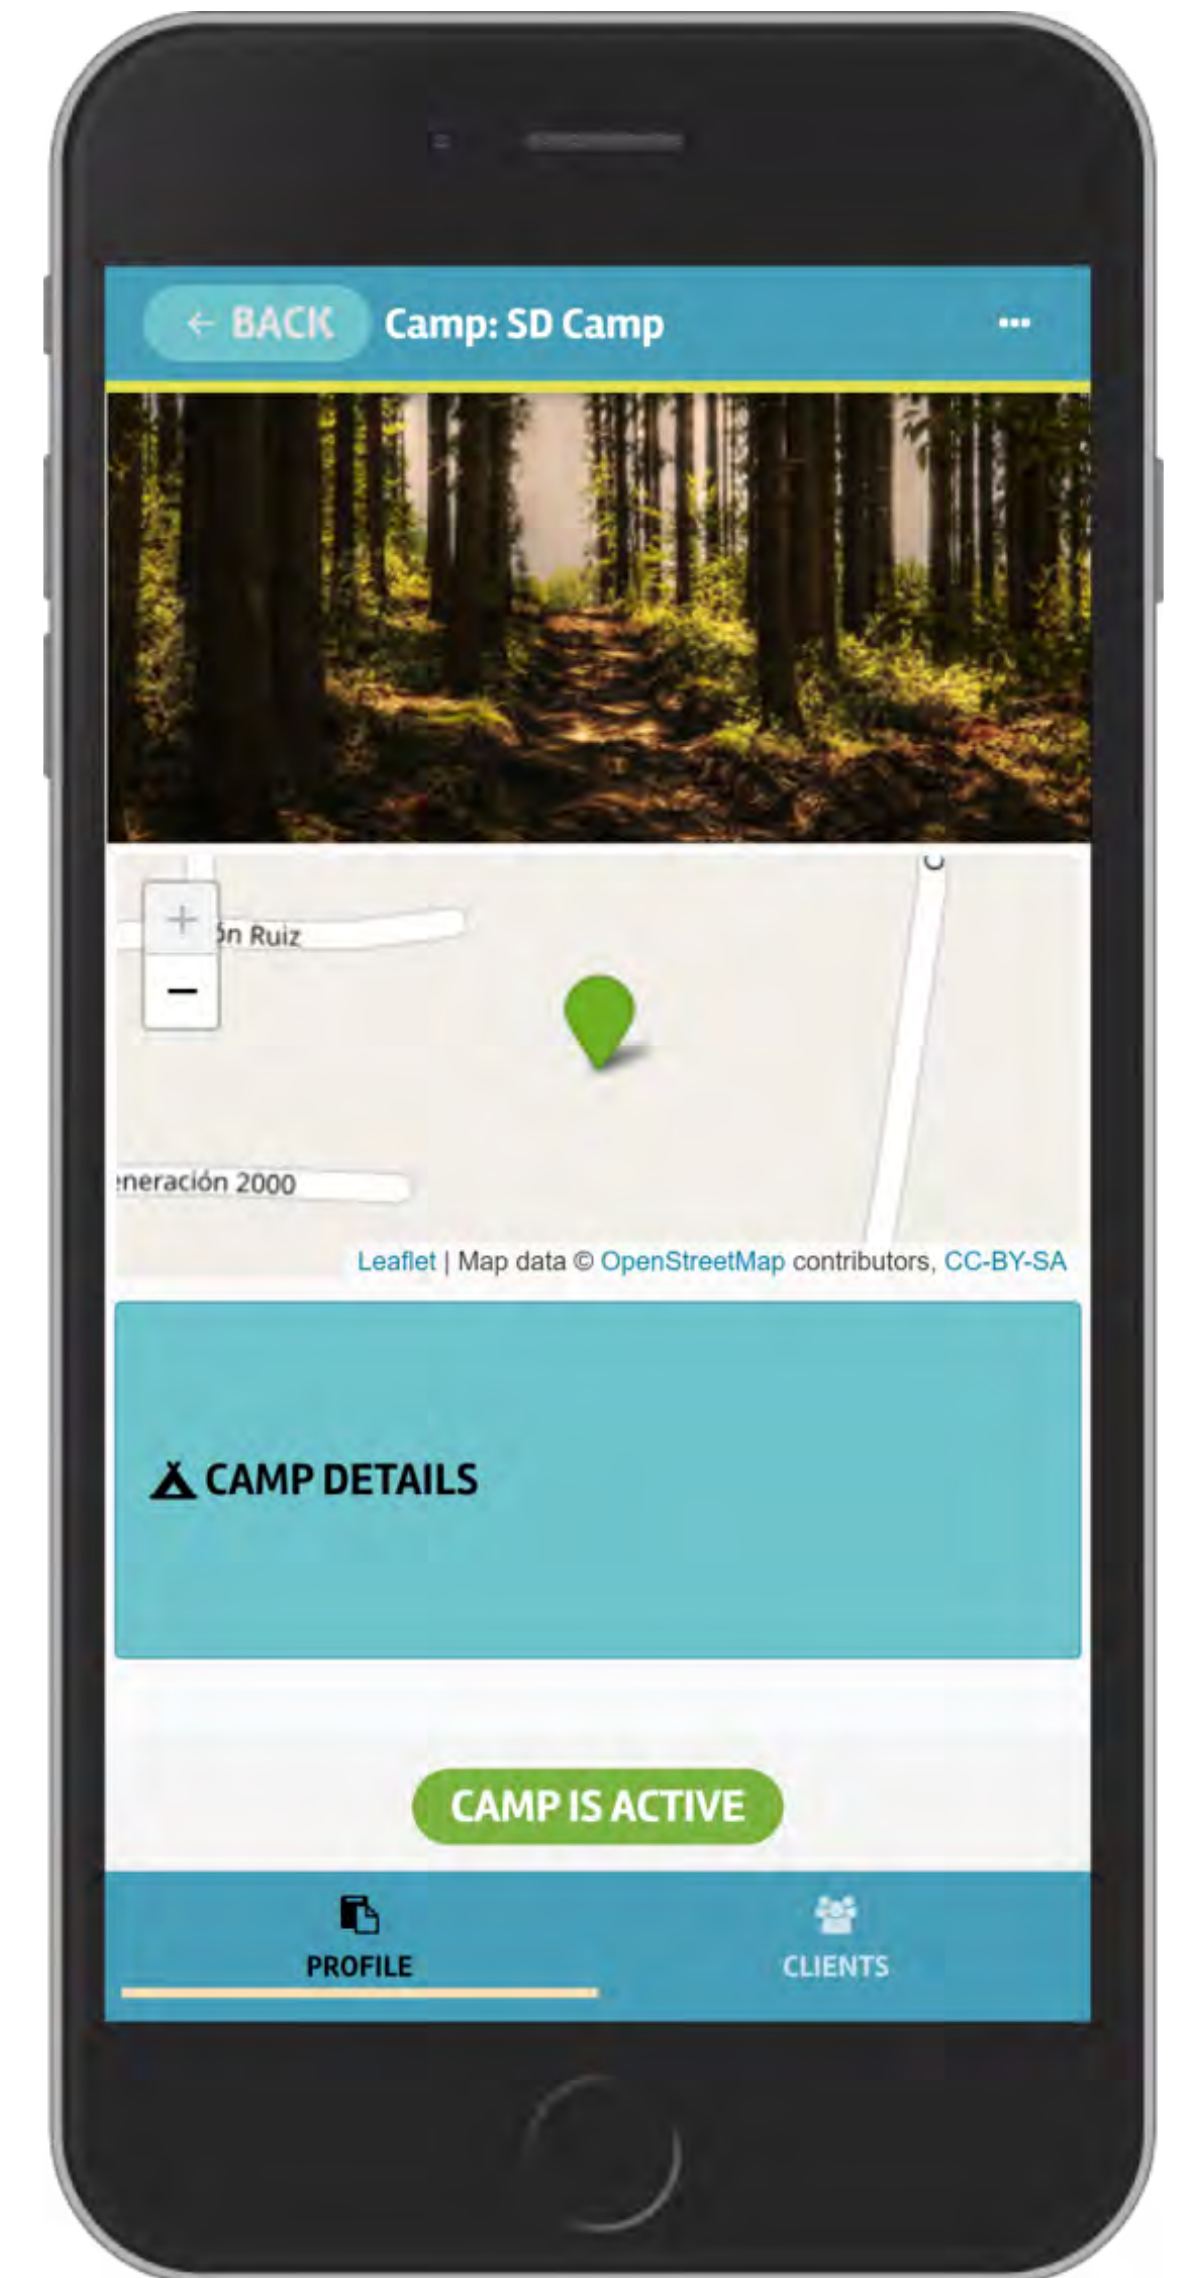 ← BACK Camp: SD Camp
ón Ruiz
eneración 2000
Leaflet | Map data © OpenStreetMap contributors, CC-BY-SA
CAMP DETAILS
CAMP IS ACTIVE
PROFILE CLIENTS